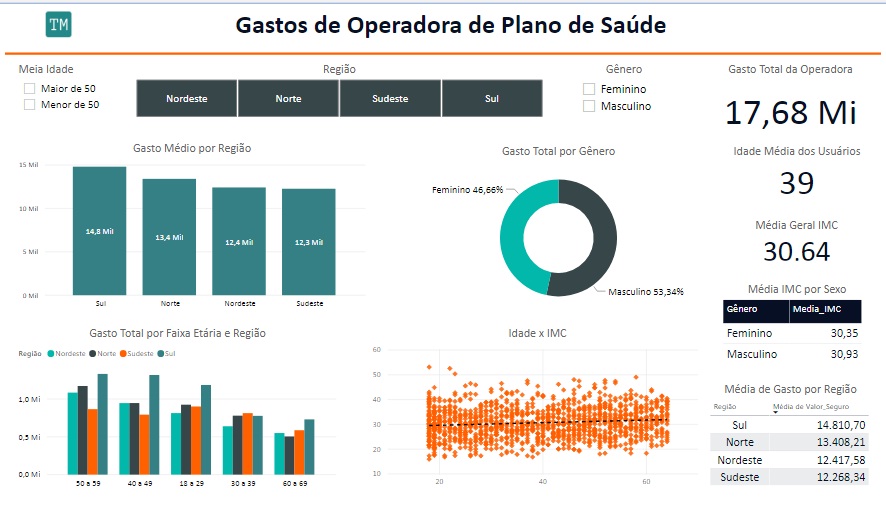 TM
Gastos de Operadora de Plano de Saúde
Meia Idade
Maior de 50
Menor de 50
Região
Nordeste
Norte
Sudeste
Sul
Gênero
Feminino
Masculino
Gasto Total da Operadora
17,68 Mi
Idade Média dos Usuários
39
Média Geral IMC
30.64
Gasto Médio por Região
15 Mil
10 Mil
5 Mil
0 Mil
14,8 Mil
13,4 Mil
12,4 Mil
12,3 Mil
Sul
Norte
Nordeste
Sudeste
Gasto Total por Gênero
Feminino 46,66%
Masculino 53,34%
Média IMC por Sexo
Gênero Media_IMC
Feminino 30,35
Masculino 30,93
Gasto Total por Faixa Etária e Região
Região Nordeste Norte Sudeste Sul
1,0 Mi
0,5 Mi
0,0 Mi
50 a 59
40 a 49
18 a 29
30 a 39
60 a 69
Idade x IMC
60
50
40
30
20
10
20
40
60
Média de Gasto por Região
Região Média de Valor_Seguro
Sul 14.810,70
Norte 13.408,21
Nordeste 12.417,58
Sudeste 12.268,34